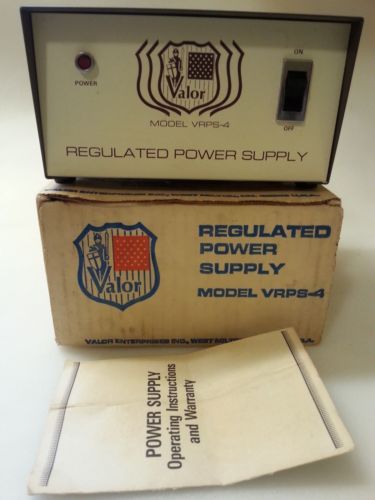 ON
POWER
Valor
OFF
MODEL VRPS-4
REGULATED POWER SUPPLY
REGULATED
POWER
SUPPLY
Valor
MODEL VRPS-4
VALOR ENTERPRISES INC, WEST
POWER SUPPLY
Operating Instructions
and Warranty